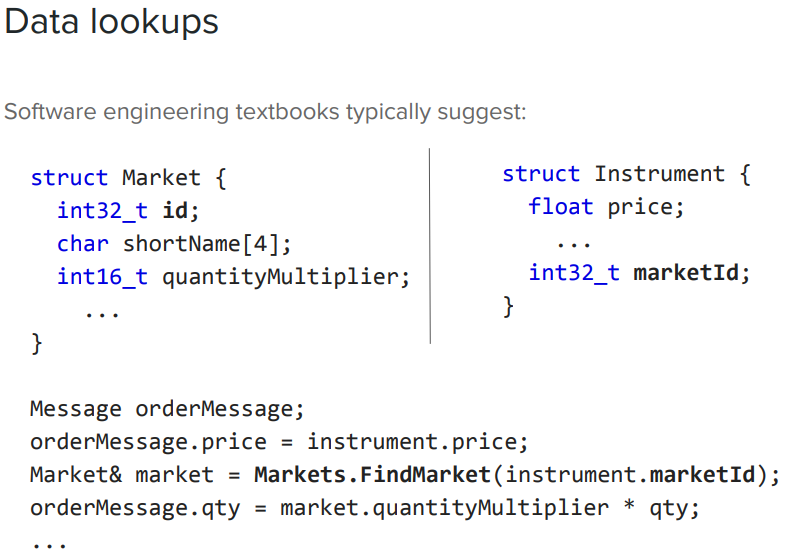 Data lookups
Software engineering textbooks typically suggest:
struct Market {
int32_t id;
char shortName[4];
int16_t quantityMultiplier;
...
}
struct Instrument {
float price;
...
int32_t marketId;
}
Message orderMessage;
orderMessage.price = instrument.price;
Market& market = Markets.FindMarket(instrument.marketId);
orderMessage.qty = market.quantityMultiplier * qty;
...